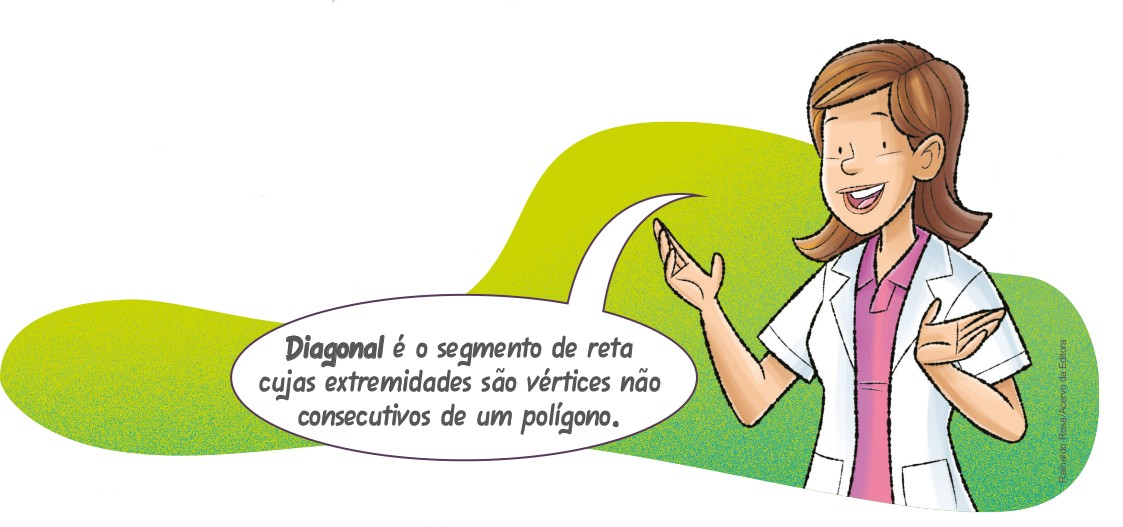 Diagonal é o segmento de reta
cujas extremidades são vértices não
consecutivos de um polígono.
Reinaldo Rosa/Acervo da Editora